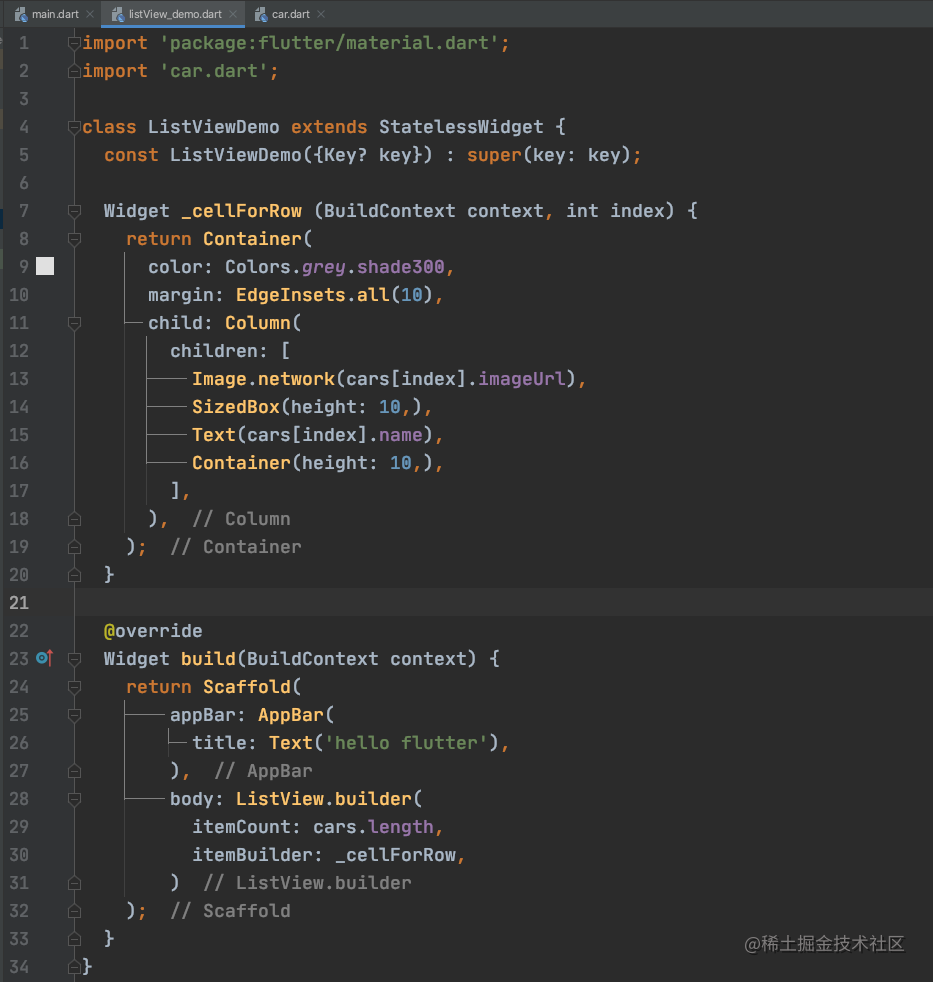 main.dart listView_demo.dart car.dart
1 import 'package:flutter/material.dart';
2 import 'car.dart';
3
4 class ListViewDemo extends StatelessWidget {
5 const ListViewDemo({Key? key}) : super(key: key);
6
7 Widget _cellForRow (BuildContext context, int index) {
8 return Container(
9 color: Colors.grey.shade300,
10 margin: EdgeInsets.all(10),
11 child: Column(
12 children: [
13 Image.network(cars[index].imageUrl),
14 SizedBox(height: 10,),
15 Text(cars[index].name),
16 Container(height: 10,),
17 ],
18 ), // Column
19 ); // Container
20 }
21
22 @override
23 Widget build(BuildContext context) {
24 return Scaffold(
25 appBar: AppBar(
26 title: Text('hello flutter'),
27 ), // AppBar
28 body: ListView.builder(
29 itemCount: cars.length,
30 itemBuilder: _cellForRow,
31 ) // ListView.builder
32 ); // Scaffold
33 }
34 }
@稀土掘金技术社区